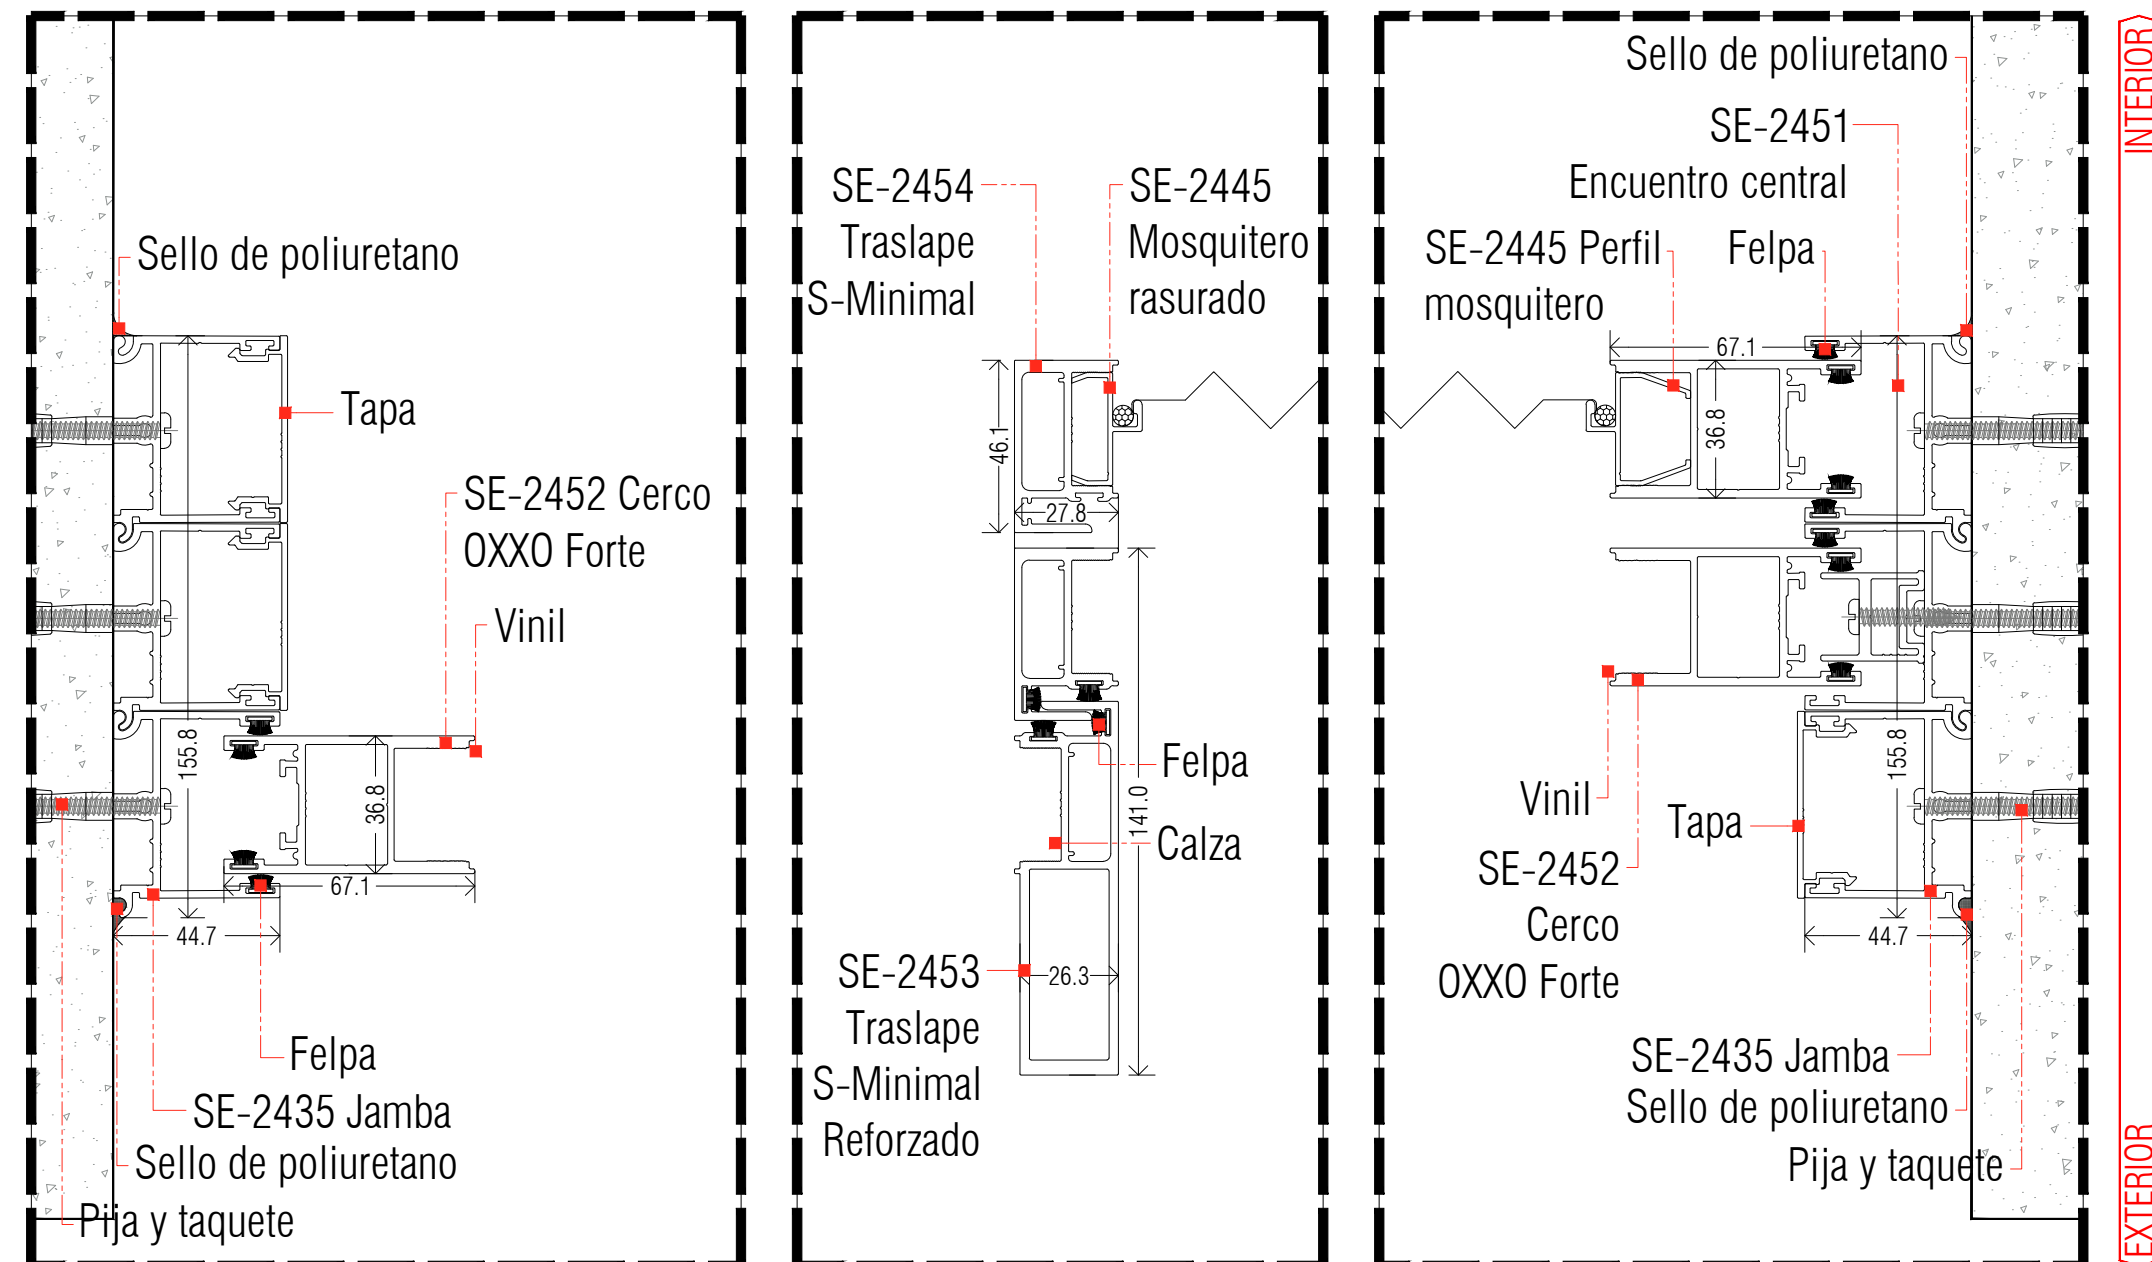 Sello de poliuretano
Tapa
SE-2452 Cerco
OXXO Forte
Vinil
155.8
36.8
67.1
44.7
Felpa
SE-2435 Jamba
Sello de poliuretano
Pija y taquete
SE-2454
Traslape
S-Minimal
SE-2445
Mosquitero
rasurado
46.1
27.8
Felpa
141.0
Calza
SE-2453
Traslape
S-Minimal
Reforzado
26.3
Sello de poliuretano
SE-2451
Encuentro central
SE-2445 Perfil
mosquitero
Felpa
67.1
36.8
Vinil
Tapa
155.8
SE-2452
Cerco
OXXO Forte
44.7
SE-2435 Jamba
Sello de poliuretano
Pija y taquete
INTERIOR
EXTERIOR